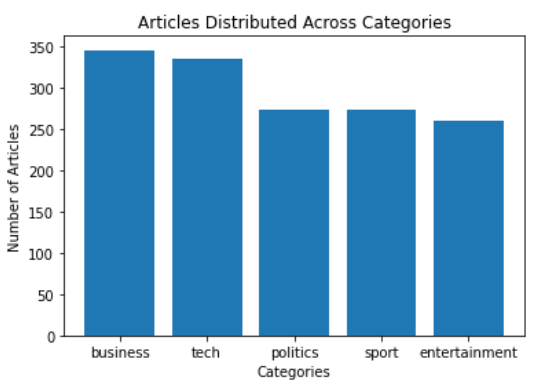 Articles Distributed Across Categories
Number of Articles
350
300
250
200
150
100
50
0
business tech politics sport entertainment
Categories